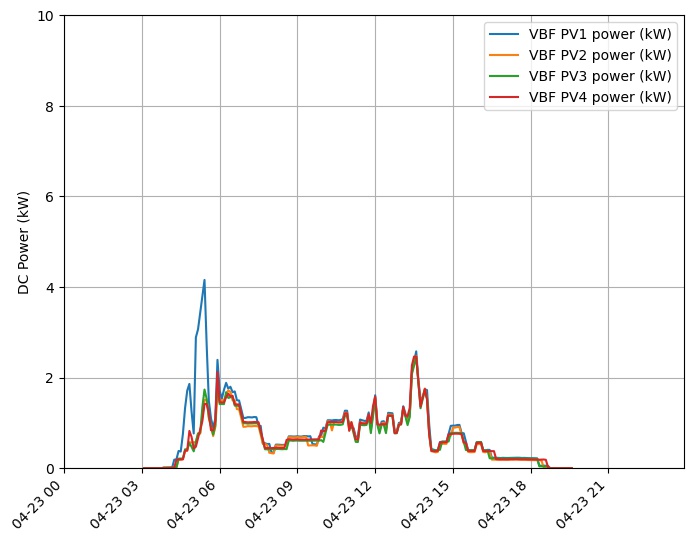 VBF PV1 power (kW)
VBF PV2 power (kW)
VBF PV3 power (kW)
VBF PV4 power (kW)
DC Power (kW)
10
8
6
4
2
0
04-23 00
04-23 03
04-23 06
04-23 09
04-23 12
04-23 15
04-23 18
04-23 21